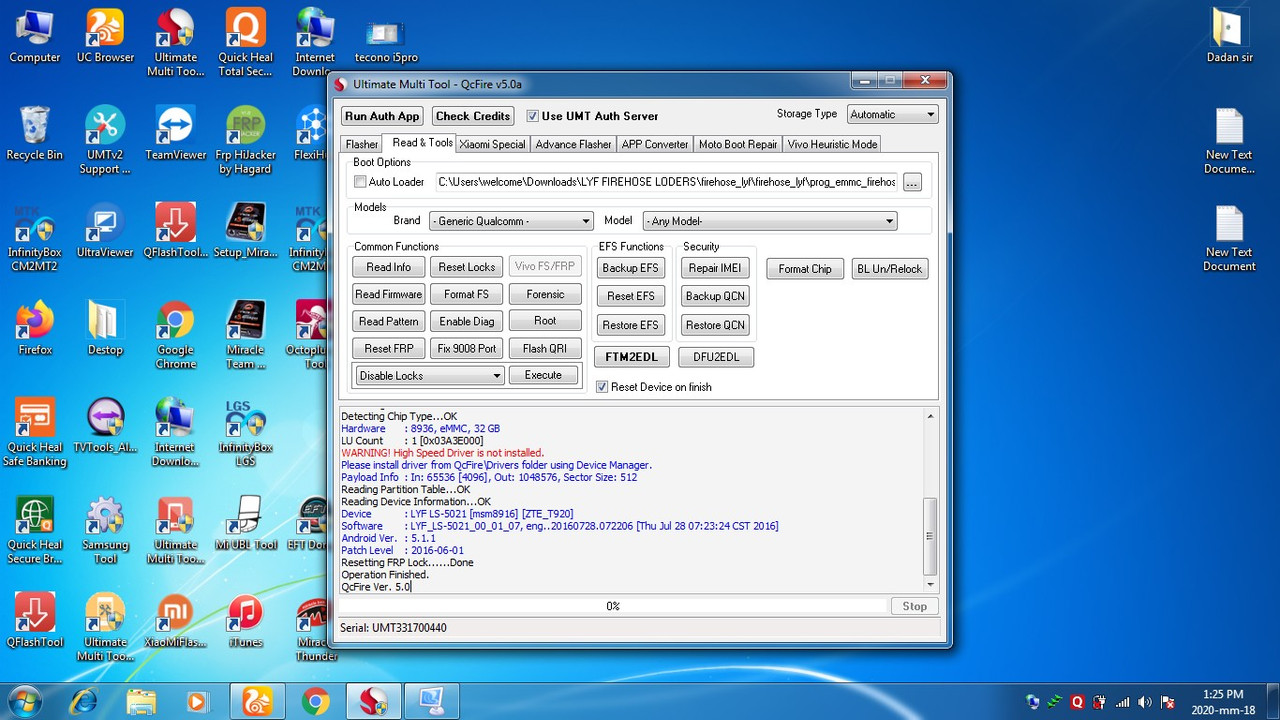 Computer
UC Browser
Ultimate
Multi Too...
Quick Heal
Total Sec...
Internet
Downlo...
tecono i5pro
Dadan sir
Recycle Bin
UMTv2
Support ...
TeamViewer
Frp HiJacker
by Hagard
FlexiH
New Text
Docume...
InfinityBox
CM2MT2
UltraViewer
QFlashTool...
Setup_Mira...
InfinityBox
CM2M
New Text
Document
Firefox
Destop
Google
Chrome
Miracle
Team ...
Octoplu
Tool
Quick Heal
Safe Banking
TVTools_Al...
Internet
Downlo...
InfinityBox
LGS
Quick Heal
Secure Br...
Samsung
Tool
Ultimate
Multi Too...
Mi UBL Tool
EFT Don
QFlashTool
Ultimate
Multi Too...
XiaoMiFlas...
iTunes
Mirac
Thunder
Ultimate Multi Tool - QcFire v5.0a
Run Auth App
Check Credits
Use UMT Auth Server
Storage Type
Automatic
Flasher
Read & Tools
Xiaomi Special
Advance Flasher
APP Converter
Moto Boot Repair
Vivo Heuristic Mode
Boot Options
Auto Loader
C:\Users\welcome\Downloads\LYF FIREHOSE LODERS\firehose_lyf\firehose_lyf\prog_emmc_firehos
...
Models
Brand
- Generic Qualcomm -
Model
- Any Model-
Common Functions
EFS Functions
Security
Read Info
Reset Locks
Vivo FS/FRP
Backup EFS
Repair IMEI
Format Chip
BL Un/Relock
Read Firmware
Format FS
Forensic
Reset EFS
Backup QCN
Read Pattern
Enable Diag
Root
Restore EFS
Restore QCN
Reset FRP
Fix 9008 Port
Flash QRI
FTM2EDL
DFU2EDL
Disable Locks
Execute
Reset Device on finish
Detecting Chip Type...OK
Hardware : 8936, eMMC, 32 GB
LU Count : 1 [0x03A3E000]
WARNING! High Speed Driver is not installed.
Please install driver from QcFire\Drivers folder using Device Manager.
Payload Info : In: 65536 [4096], Out: 1048576, Sector Size: 512
Reading Partition Table...OK
Reading Device Information...OK
Device : LYF LS-5021 [msm8916] [ZTE_T920]
Software : LYF_LS-5021_00_01_07, eng..20160728.072206 [Thu Jul 28 07:23:24 CST 2016]
Android Ver. : 5.1.1
Patch Level : 2016-06-01
Resetting FRP Lock......Done
Operation Finished.
QcFire Ver. 5.0
0%
Stop
Serial: UMT331700440
1:25 PM
2020-mm-18